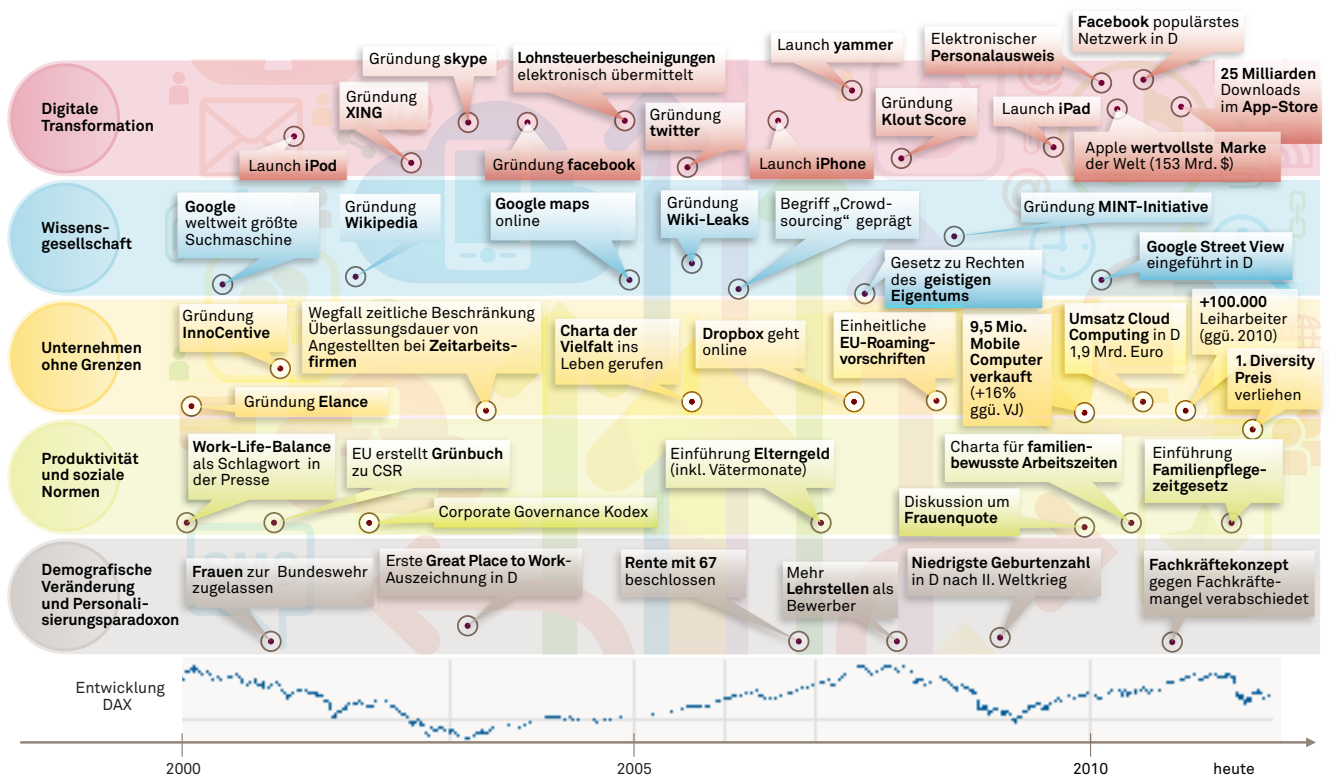 Digitale
Transformation
Launch iPod
Gründung
XING
Gründung skype
Gründung facebook
Lohnsteuerbescheinigungen
elektronisch übermittelt
Gründung
twitter
Launch iPhone
Launch yammer
Gründung
Klout Score
Elektronischer
Personalausweis
Launch iPad
Facebook populärstes
Netzwerk in D
Apple wertvollste Marke
der Welt (153 Mrd. $)
25 Milliarden
Downloads
im App-Store
Wissens-
gesellschaft
Google
weltweit größte
Suchmaschine
Gründung
Wikipedia
Google maps
online
Gründung
Wiki-Leaks
Begriff „Crowd-
sourcing“ geprägt
Gesetz zu Rechten
des geistigen
Eigentums
Gründung MINT-Initiative
Google Street View
eingeführt in D
Unternehmen
ohne Grenzen
Gründung
InnoCentive
Gründung Elance
Wegfall zeitliche Beschränkung
Überlassungsdauer von
Angestellten bei Zeitarbeits-
firmen
Charta der
Vielfalt ins
Leben gerufen
Dropbox geht
online
Einheitliche
EU-Roaming-
vorschriften
9,5 Mio.
Mobile
Computer
verkauft
(+16%
ggü. VJ)
Umsatz Cloud
Computing in D
1,9 Mrd. Euro
+100.000
Leiharbeiter
(ggü. 2010)
1. Diversity
Preis
verliehen
Produktivität
und soziale
Normen
Work-Life-Balance
als Schlagwort in
der Presse
EU erstellt Grünbuch
zu CSR
Corporate Governance Kodex
Einführung Elterngeld
(inkl. Vätermonate)
Diskussion um
Frauenquote
Charta für familien-
bewusste Arbeitszeiten
Einführung
Familienpflege-
zeitgesetz
Demografische
Veränderung
und Personali-
sierungsparadoxon
Frauen zur Bundeswehr
zugelassen
Erste Great Place to Work-
Auszeichnung in D
Rente mit 67
beschlossen
Mehr
Lehrstellen als
Bewerber
Niedrigste Geburtenzahl
in D nach II. Weltkrieg
Fachkräftekonzept
gegen Fachkräfte-
mangel verabschiedet
Entwicklung
DAX
2000
2005
2010
heute